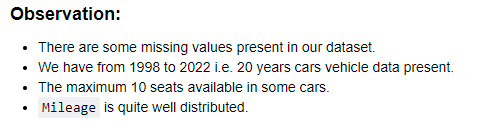 Observation:
There are some missing values present in our dataset.
We have from 1998 to 2022 i.e. 20 years cars vehicle data present.
The maximum 10 seats available in some cars.
Mileage is quite well distributed.